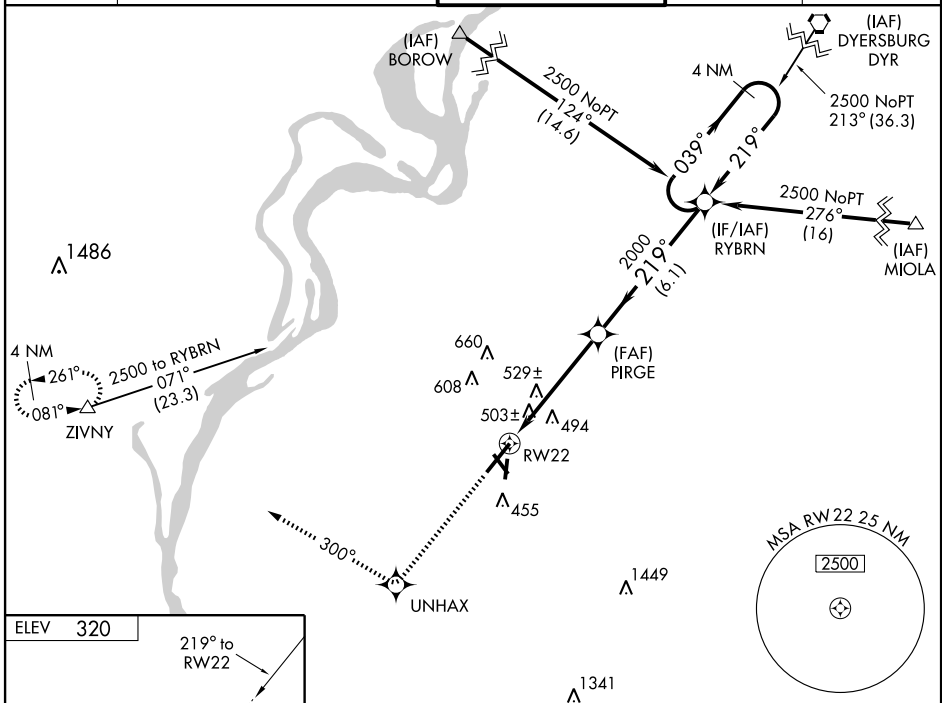 (IAF)
BOROW
2500 NoPT
124°
(14.6)
(IAF)
DYERSBURG
DYR
4 NM
2500 NoPT
213° (36.3)
039°
219°
2500 NoPT
276°
(16)
(IF/IAF)
RYBRN
(IAF)
MIOLA
2000
219°
(6.1)
1486
4 NM
261°
081°
2500 to RYBRN
071°
(23.3)
ZIVNY
660
608
529±
503±
494
(FAF)
PIRGE
RW22
455
300°
UNHAX
1449
1341
MSA RW 22 25 NM
2500
ELEV 320
219° to
RW22